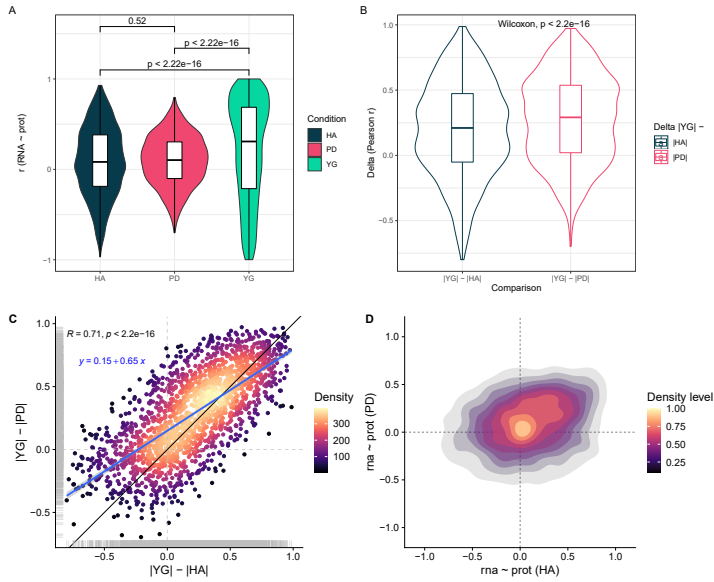 A
0.52
p < 2.22e−16
p < 2.22e−16
r (RNA ~ prot)
1
0
−1
HA
PD
YG
Condition
HA
PD
YG
B
Wilcoxon, p < 2.2e−16
Delta (Pearson r)
1.0
0.5
0.0
−0.5
|YG| − |HA|
|YG| − |PD|
Comparison
Delta |YG| −
|HA|
|PD|
C
R = 0.71, p < 2.2e−16
y = 0.15+0.65 x
|YG| − |PD|
1.0
0.5
0.0
−0.5
−0.5
0.0
0.5
1.0
|YG| − |HA|
Density
300
200
100
D
rna ~ prot (PD)
1.0
0.5
0.0
−0.5
−1.0
−1.0
−0.5
0.0
0.5
1.0
rna ~ prot (HA)
Density level
1.00
0.75
0.50
0.25